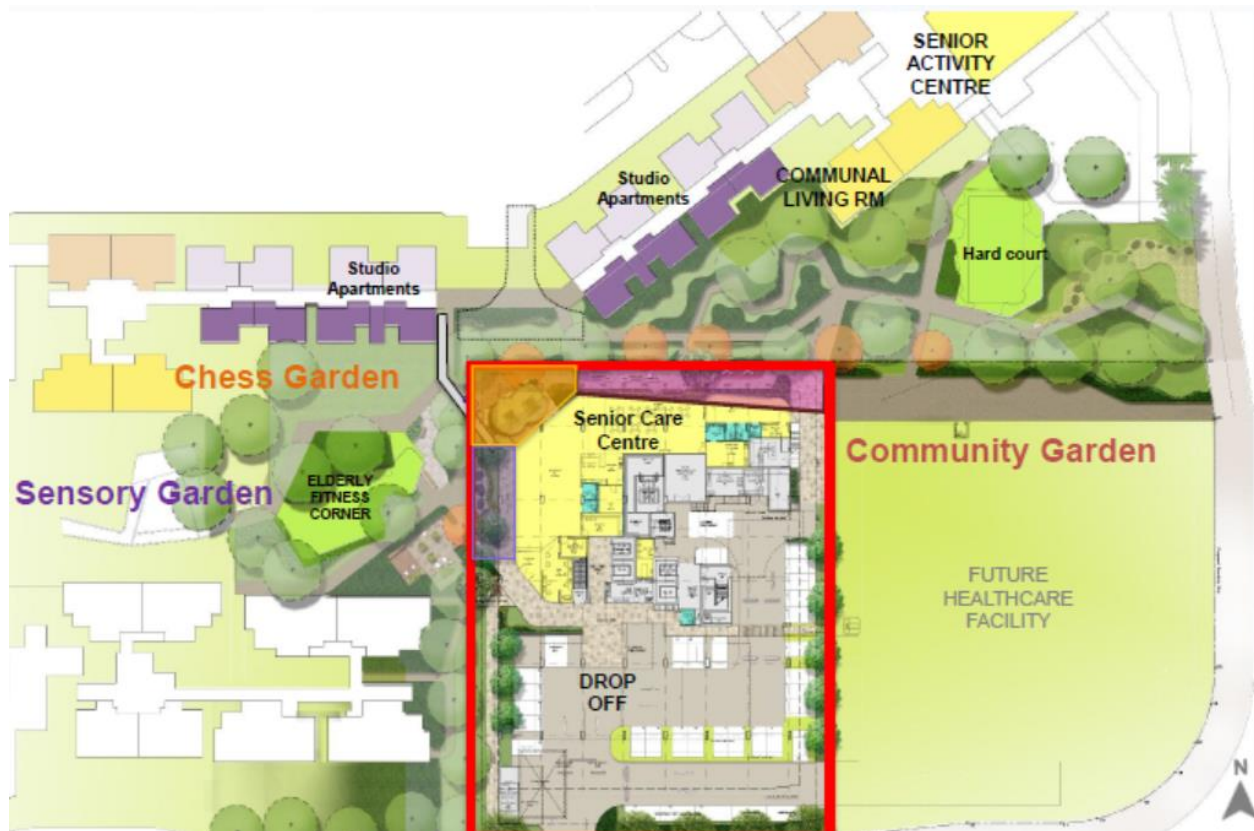 SENIOR
ACTIVITY
CENTRE
Studio
Apartments
COMMUNAL
LIVING RM
Hard court
Studio
Apartments
Chess Garden
Senior Care
Centre
Community Garden
Sensory Garden
ELDERLY
FITNESS
CORNER
FUTURE
HEALTHCARE
FACILITY
DROP
OFF
N